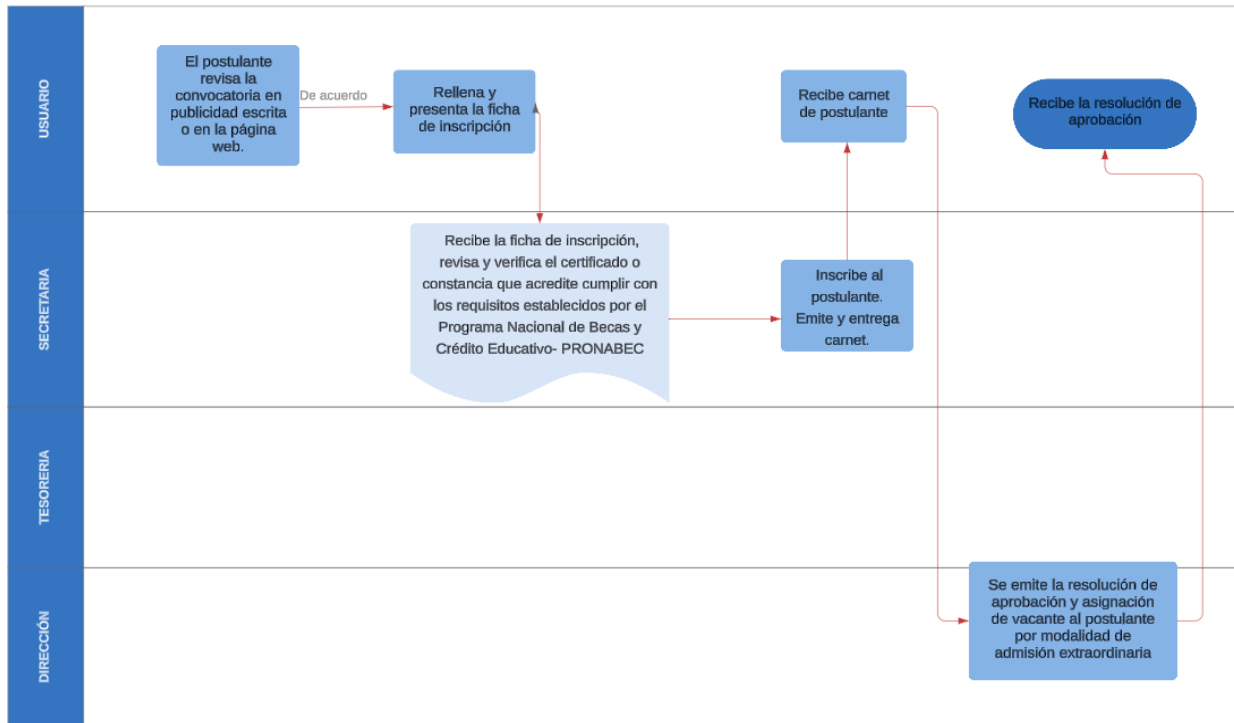 USUARIO
El postulante
revisa la
convocatoria en
publicidad escrita
o en la página
web.
De acuerdo
Rellena y
presenta la ficha
de inscripción
Recibe carnet
de postulante
Recibe la resolución de
aprobación
SECRETARIA
Recibe la ficha de inscripción,
revisa y verifica el certificado o
constancia que acredite cumplir con
los requisitos establecidos por el
Programa Nacional de Becas y
Crédito Educativo- PRONABEC
Inscribe al
postulante.
Emite y entrega
carnet.
TESORERIA
DIRECCIÓN
Se emite la resolución de
aprobación y asignación
de vacante al postulante
por modalidad de
admisión extraordinaria